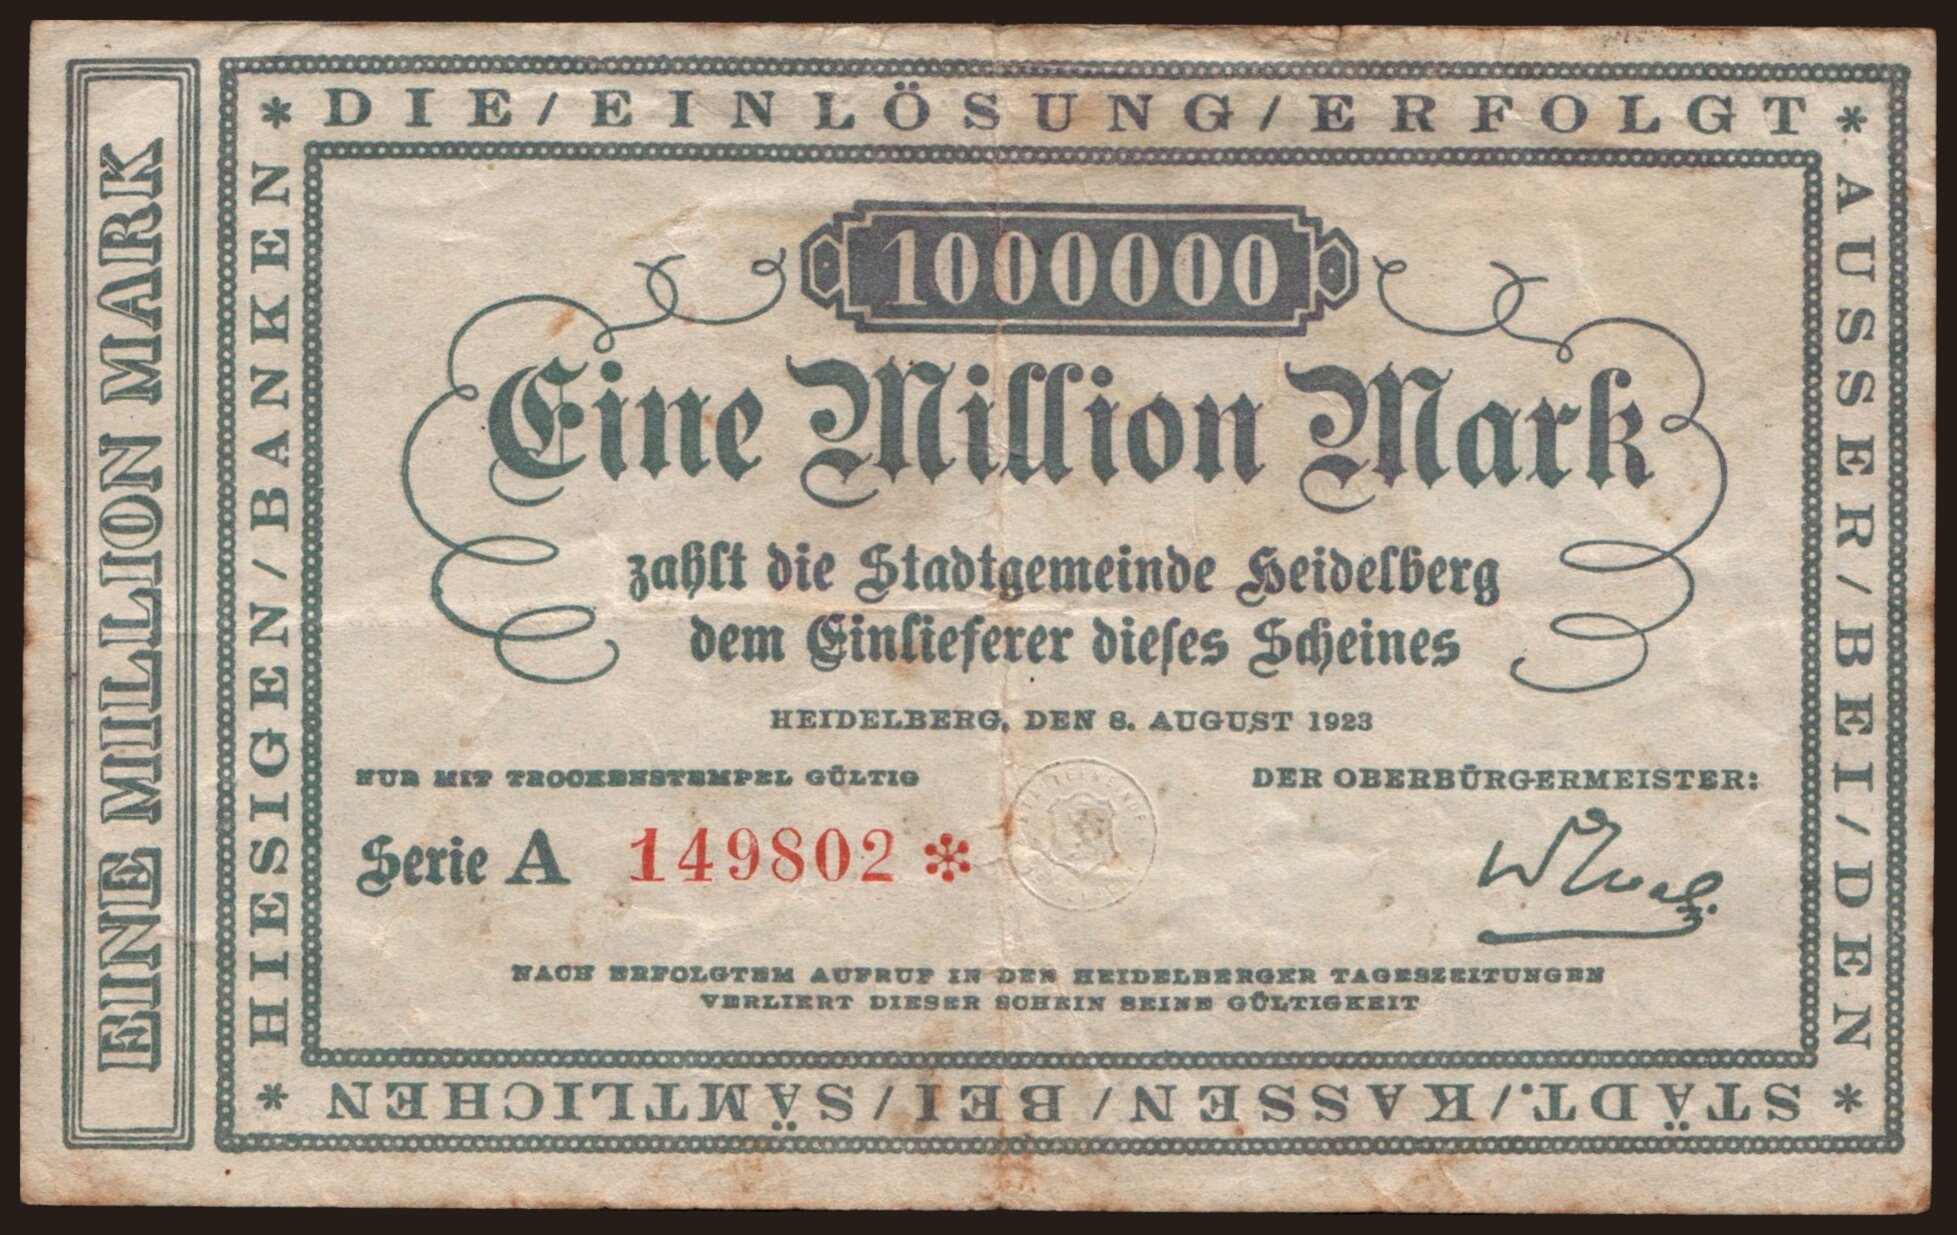 EINE MILLION MARK
* DIE / EINLÖSUNG / ERFOLGT *
AUSSER / BEI / DEN *
STÄDT. / KASSEN / BEI / SÄMTLICHEN *
HIESIGEN / BANKEN
1000000
Eine Million Mark
zahlt die Stadtgemeinde Heidelberg
dem Einlieferer dieses Scheines
HEIDELBERG, DEN 8. AUGUST 1923
NUR MIT TROCKENSTEMPEL GÜLTIG
DER OBERBÜRGERMEISTER:
Serie A 149802 *
NACH ERFOLGTEM AUFRUF IN DEN HEIDELBERGER TAGESZEITUNGEN
VERLIERT DIESER SCHEIN SEINE GÜLTIGKEIT